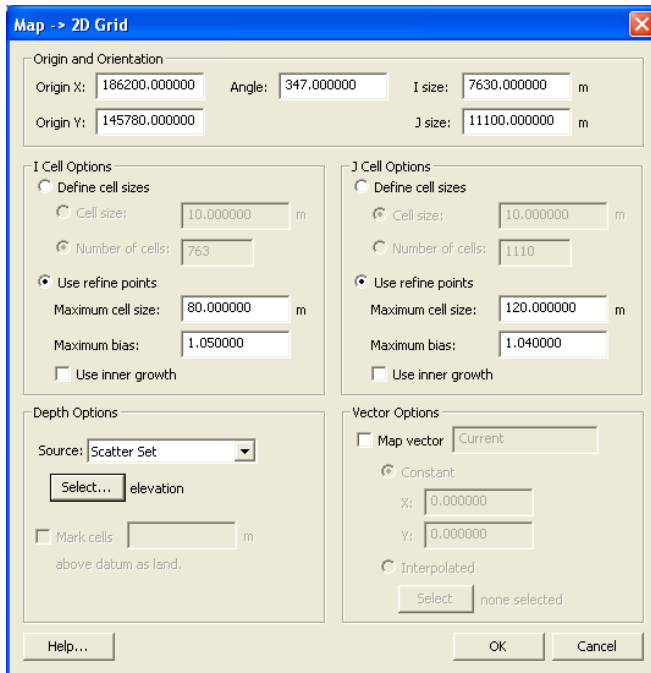 Map -> 2D Grid
Origin and Orientation
Origin X: 186200.000000 Angle: 347.000000 I size: 7630.000000 m
Origin Y: 145780.000000 J size: 11100.000000 m
I Cell Options
Define cell sizes
Cell size: 10.000000 m
Number of cells: 763
Use refine points
Maximum cell size: 80.000000 m
Maximum bias: 1.050000
Use inner growth
J Cell Options
Define cell sizes
Cell size: 10.000000 m
Number of cells: 1110
Use refine points
Maximum cell size: 120.000000 m
Maximum bias: 1.040000
Use inner growth
Depth Options
Source: Scatter Set
Select... elevation
Mark cells m
above datum as land.
Vector Options
Map vector Current
Constant
X: 0.000000
Y: 0.000000
Interpolated
Select none selected
Help... OK Cancel